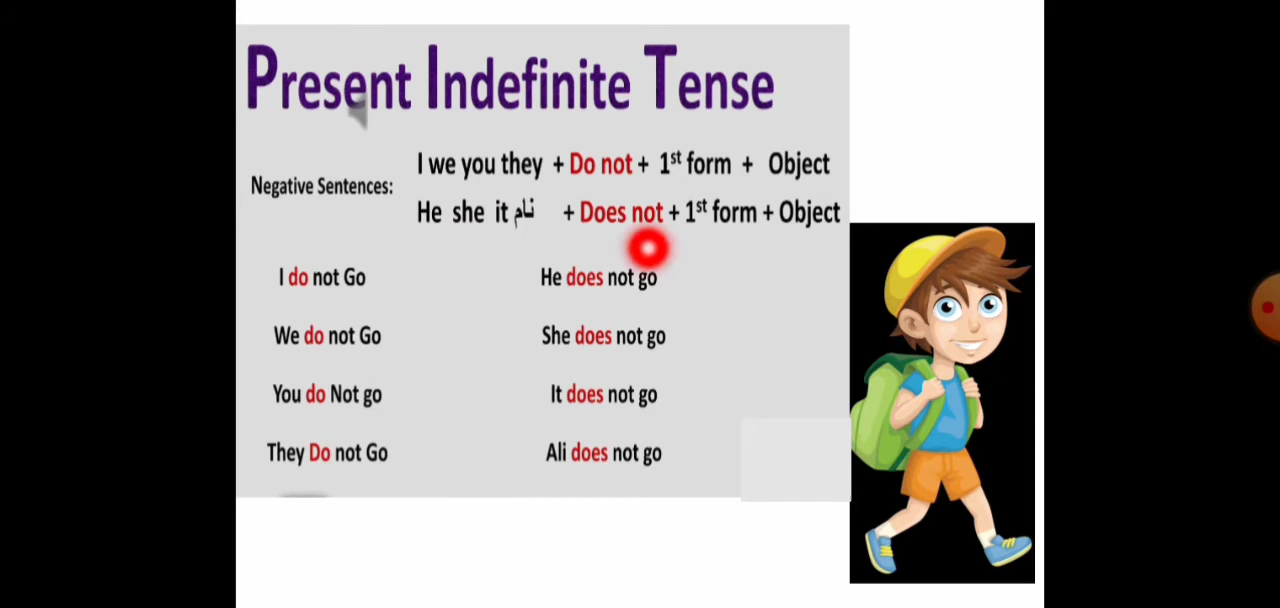 Present Indefinite Tense
I we you they + Do not + 1st form + Object
Negative Sentences:
He she it نام + Does not + 1st form + Object
I do not Go He does not go
We do not Go She does not go
You do Not go It does not go
They Do not Go Ali does not go